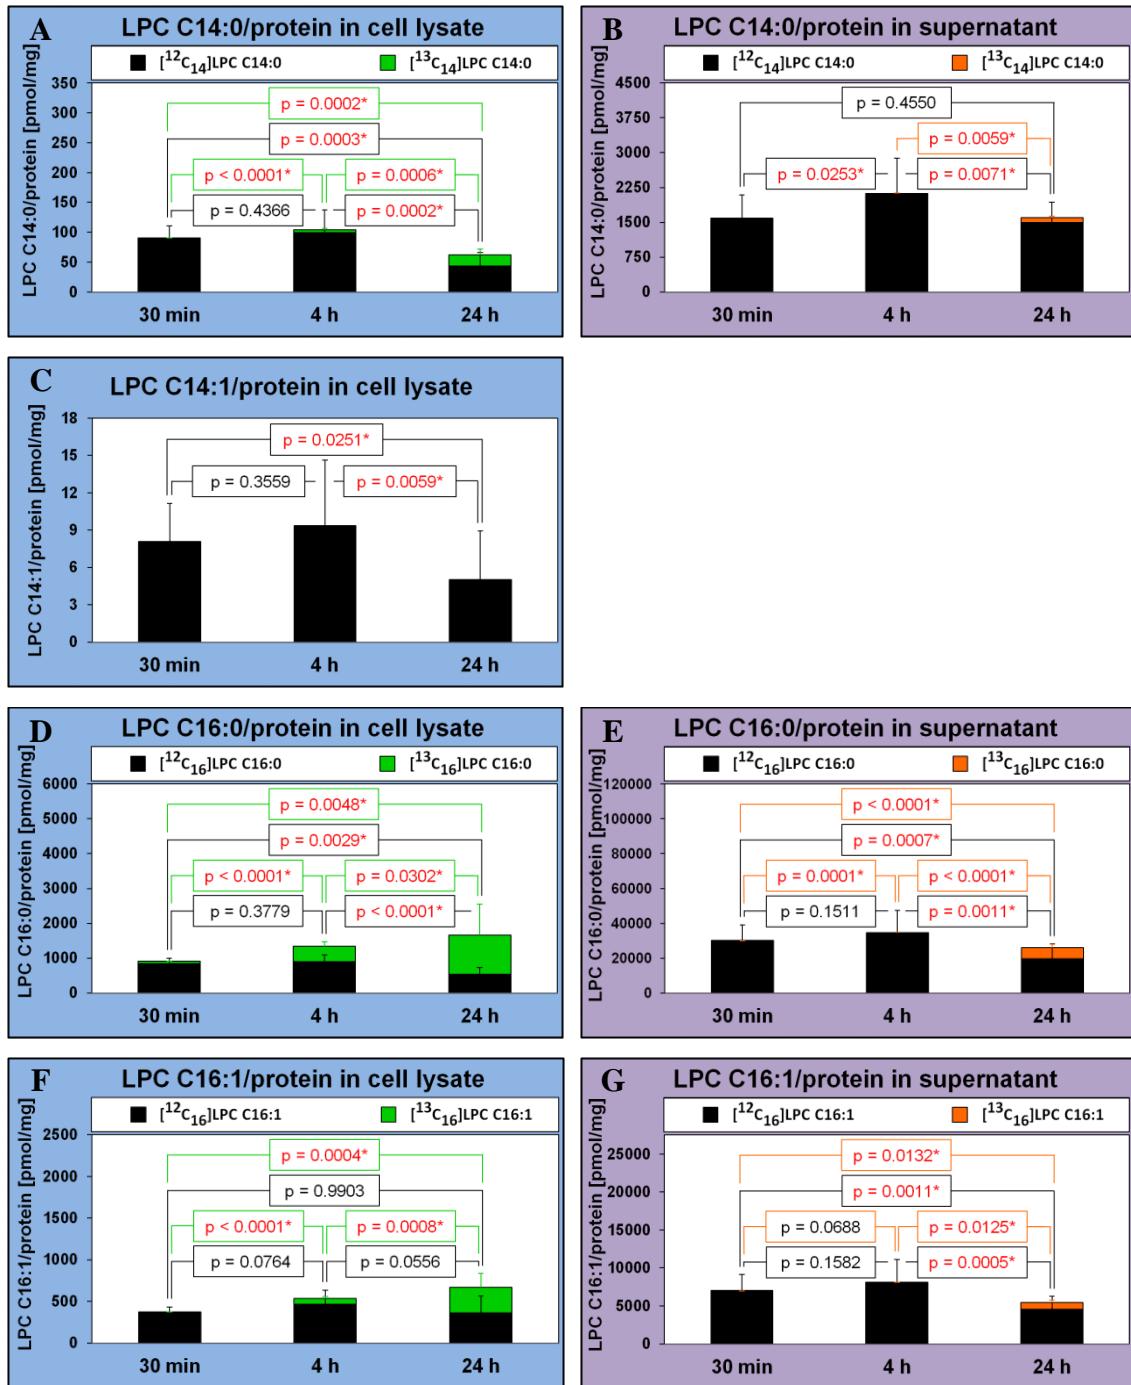 A LPC C14:0/protein in cell lysate
[12C14]LPC C14:0 [13C14]LPC C14:0
LPC C14:0/protein [pmol/mg]
350
300
250
200
150
100
50
0
p = 0.0002*
p = 0.0003*
p < 0.0001* p = 0.0006*
p = 0.4366 p = 0.0002*
30 min 4 h 24 h
B LPC C14:0/protein in supernatant
[12C14]LPC C14:0 [13C14]LPC C14:0
LPC C14:0/protein [pmol/mg]
4500
3750
3000
2250
1500
750
0
p = 0.4550
p = 0.0059*
p = 0.0253* p = 0.0071*
30 min 4 h 24 h
C LPC C14:1/protein in cell lysate
LPC C14:1/protein [pmol/mg]
18
15
12
9
6
3
0
p = 0.0251*
p = 0.3559 p = 0.0059*
30 min 4 h 24 h
D LPC C16:0/protein in cell lysate
[12C16]LPC C16:0 [13C16]LPC C16:0
LPC C16:0/protein [pmol/mg]
6000
5000
4000
3000
2000
1000
0
p = 0.0048*
p = 0.0029*
p < 0.0001* p = 0.0302*
p = 0.3779 p < 0.0001*
30 min 4 h 24 h
E LPC C16:0/protein in supernatant
[12C16]LPC C16:0 [13C16]LPC C16:0
LPC C16:0/protein [pmol/mg]
120000
100000
80000
60000
40000
20000
0
p < 0.0001*
p = 0.0007*
p = 0.0001* p < 0.0001*
p = 0.1511 p = 0.0011*
30 min 4 h 24 h
F LPC C16:1/protein in cell lysate
[12C16]LPC C16:1 [13C16]LPC C16:1
LPC C16:1/protein [pmol/mg]
2500
2000
1500
1000
500
0
p = 0.0004*
p = 0.9903
p < 0.0001* p = 0.0008*
p = 0.0764 p = 0.0556
30 min 4 h 24 h
G LPC C16:1/protein in supernatant
[12C16]LPC C16:1 [13C16]LPC C16:1
LPC C16:1/protein [pmol/mg]
25000
20000
15000
10000
5000
0
p = 0.0132*
p = 0.0011*
p = 0.0688 p = 0.0125*
p = 0.1582 p = 0.0005*
30 min 4 h 24 h